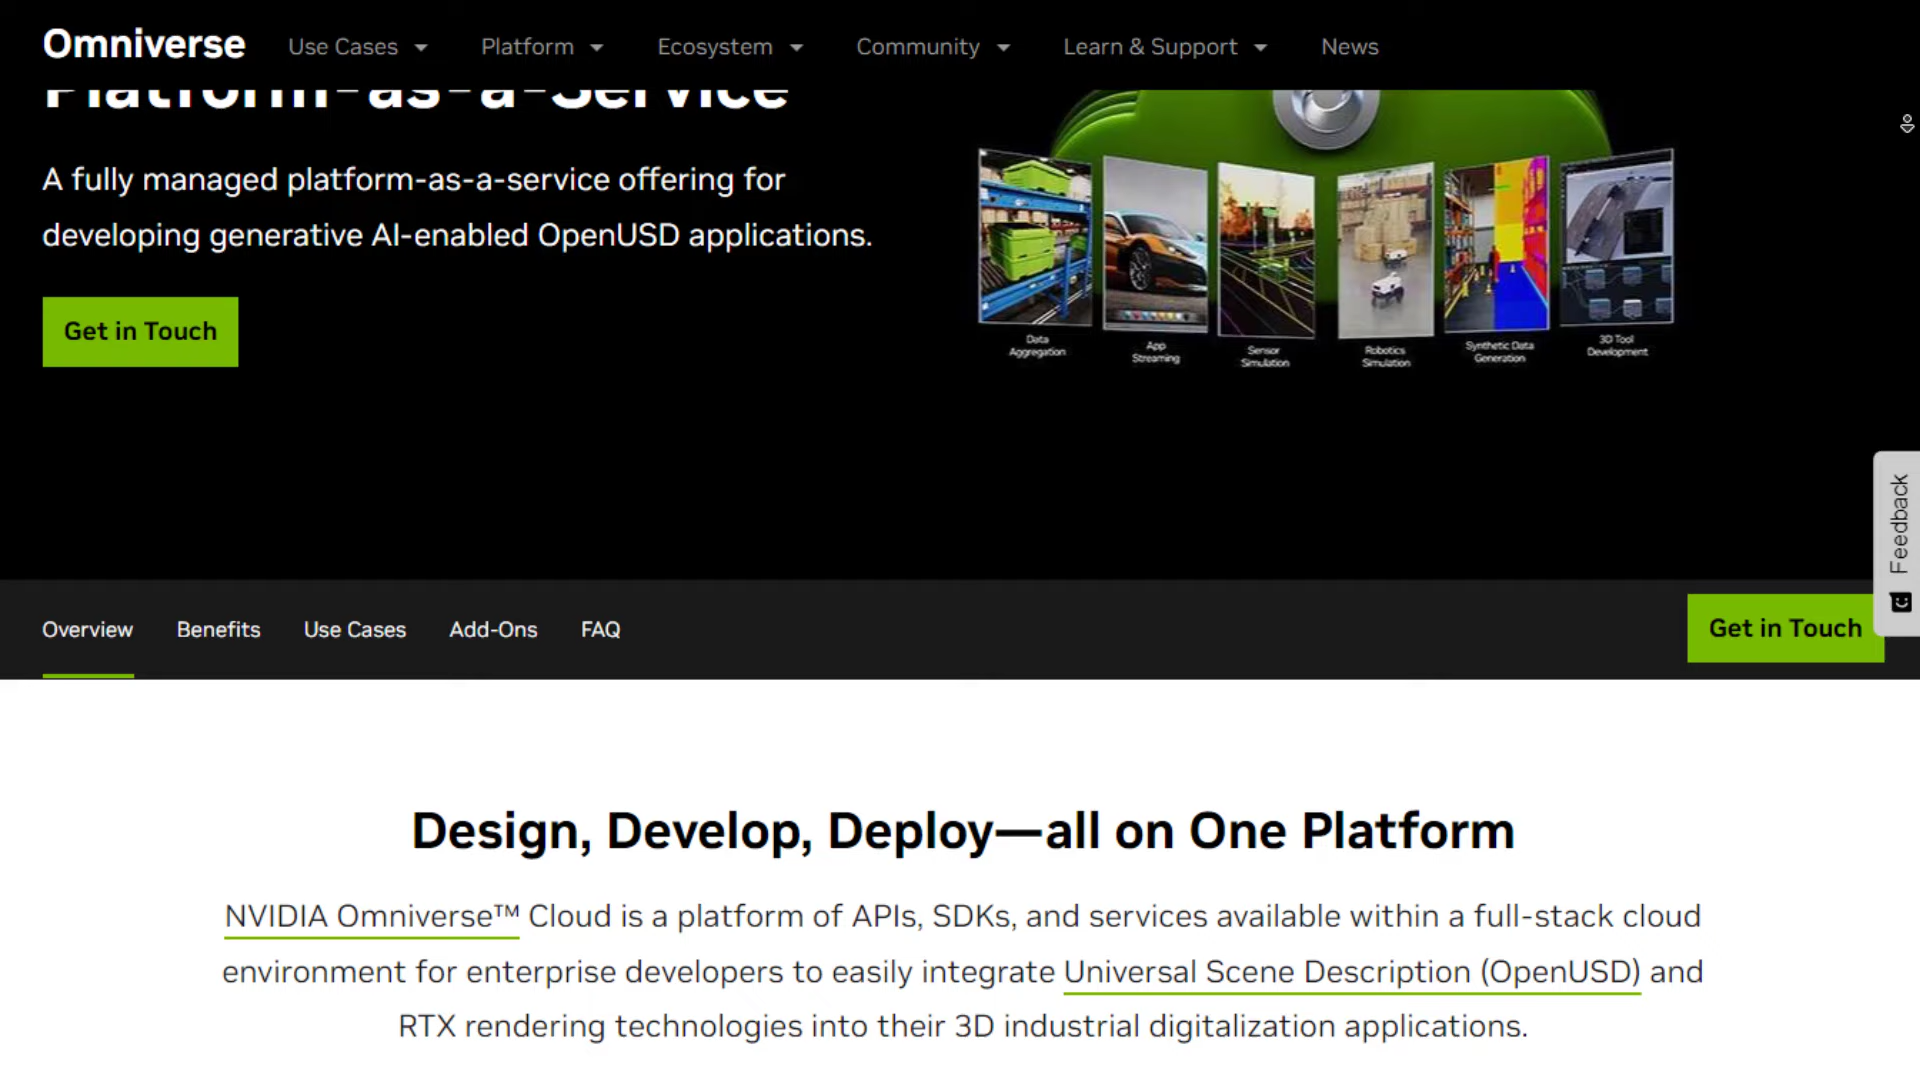 Omniverse Use Cases Platform Ecosystem Community Learn & Support News
Platform-as-a-Service
A fully managed platform-as-a-service offering for
developing generative AI-enabled OpenUSD applications.
Get in Touch
Data
Aggregation
App
Streaming
Sensor
Simulation
Robotics
Simulation
Synthetic Data
Generation
3D Tool
Development
Feedback
Overview Benefits Use Cases Add-Ons FAQ Get in Touch
Design, Develop, Deploy—all on One Platform
NVIDIA Omniverse™ Cloud is a platform of APIs, SDKs, and services available within a full-stack cloud
environment for enterprise developers to easily integrate Universal Scene Description (OpenUSD) and
RTX rendering technologies into their 3D industrial digitalization applications.